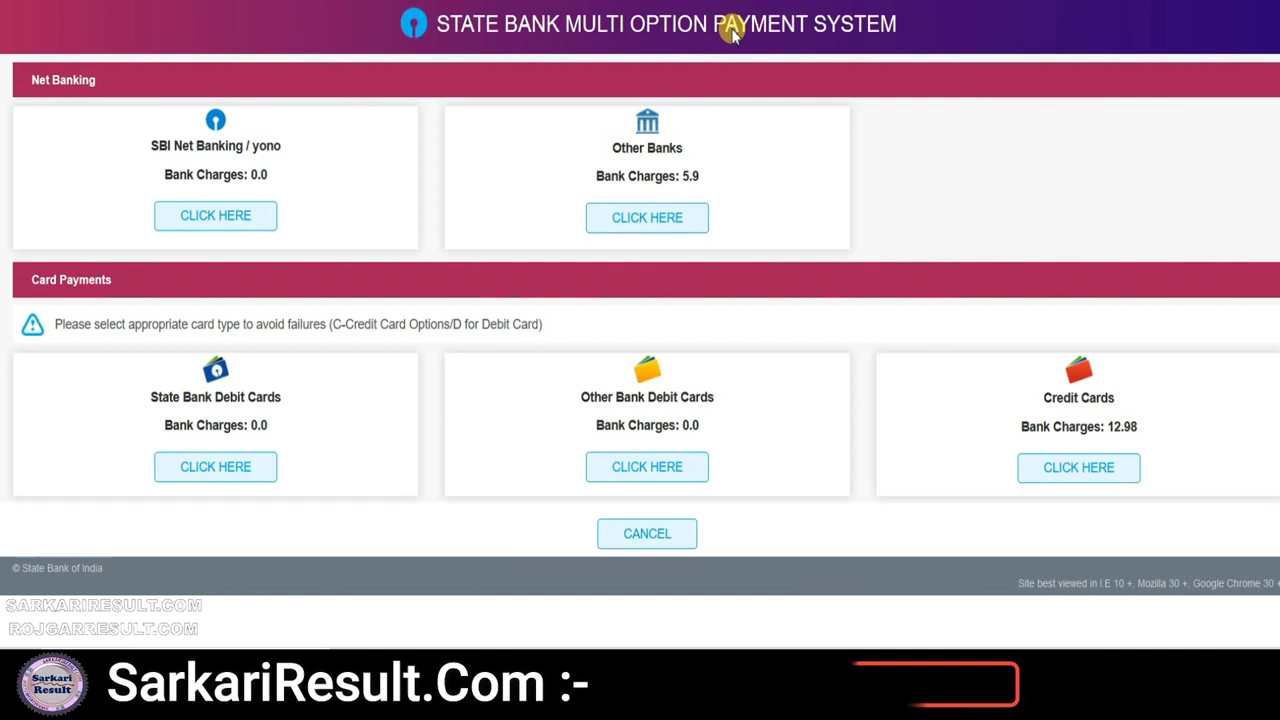 STATE BANK MULTI OPTION PAYMENT SYSTEM
Net Banking
SBI Net Banking / yono
Bank Charges: 0.0
CLICK HERE
Other Banks
Bank Charges: 5.9
CLICK HERE
Card Payments
Please select appropriate card type to avoid failures (C-Credit Card Options/D for Debit Card)
State Bank Debit Cards
Bank Charges: 0.0
CLICK HERE
Other Bank Debit Cards
Bank Charges: 0.0
CLICK HERE
Credit Cards
Bank Charges: 12.98
CLICK HERE
CANCEL
© State Bank of India
Site best viewed in I.E 10 +, Mozilla 30 +, Google Chrome 30 +
SARKARIRESULT.COM
ROJGARRESULT.COM
Sarkari
Result
SarkariResult.Com :-